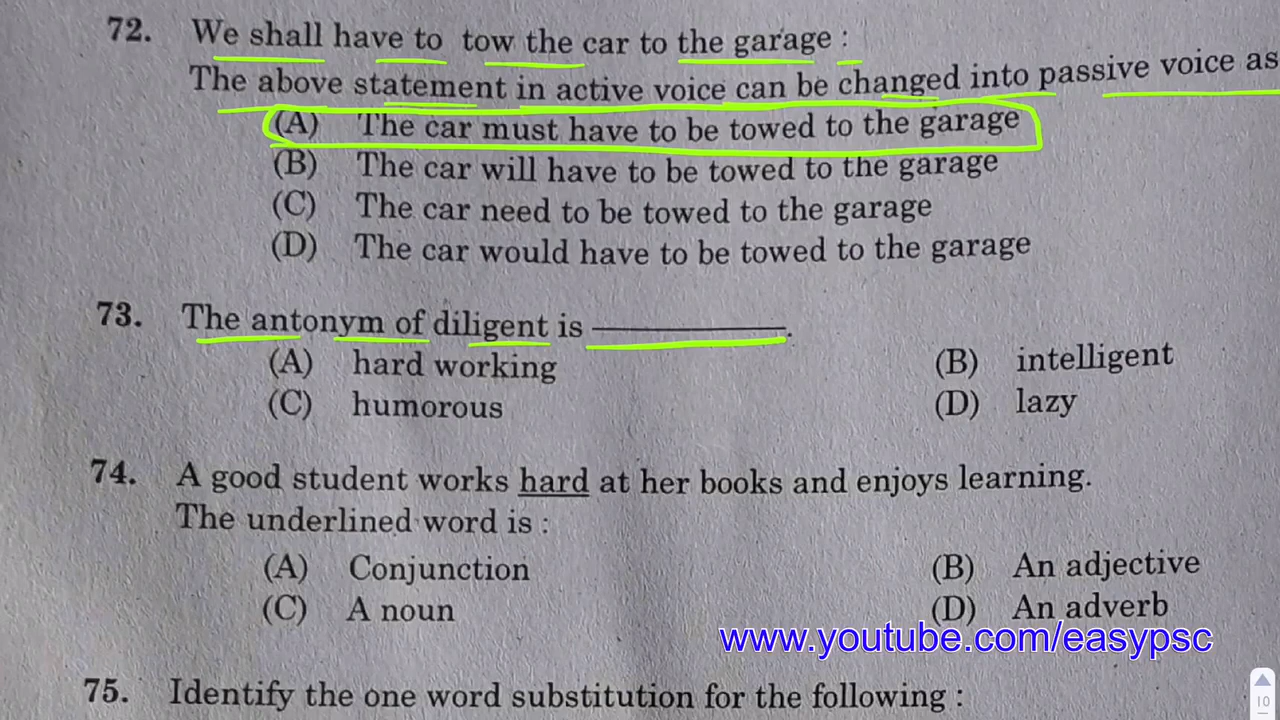 72. We shall have to tow the car to the garage :
The above statement in active voice can be changed into passive voice as
(A) The car must have to be towed to the garage
(B) The car will have to be towed to the garage
(C) The car need to be towed to the garage
(D) The car would have to be towed to the garage
73. The antonym of diligent is ____________.
(A) hard working (B) intelligent
(C) humorous (D) lazy
74. A good student works hard at her books and enjoys learning.
The underlined word is :
(A) Conjunction (B) An adjective
(C) A noun (D) An adverb
www.youtube.com/easypsc
75. Identify the one word substitution for the following :
10